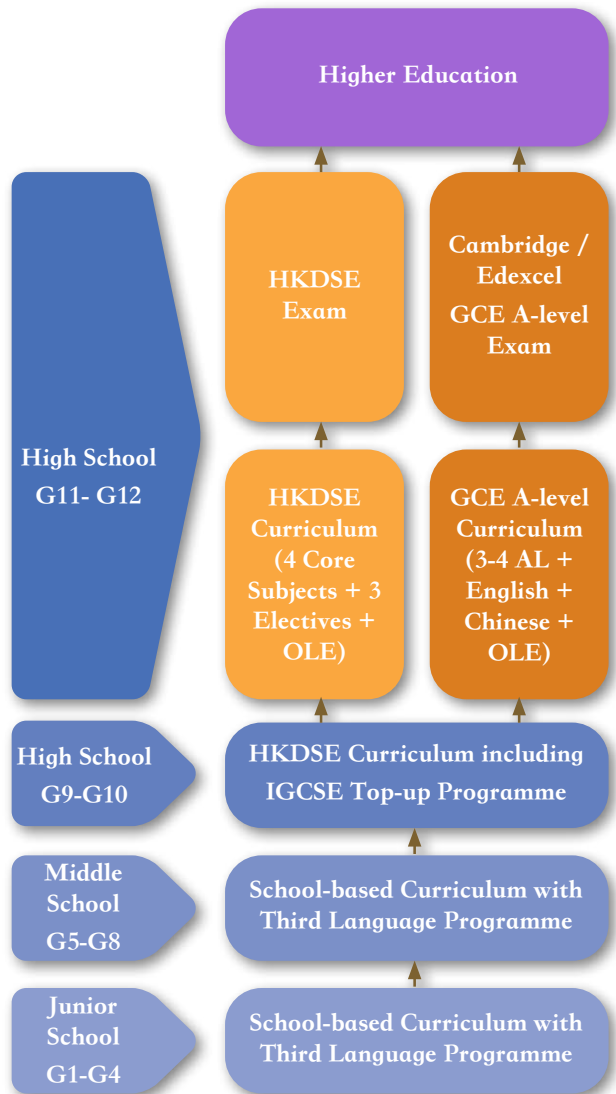 Higher Education
HKDSE
Exam
Cambridge /
Edexcel
GCE A-level
Exam
High School
G11- G12
HKDSE
Curriculum
(4 Core
Subjects + 3
Electives +
OLE)
GCE A-level
Curriculum
(3-4 AL +
English +
Chinese +
OLE)
High School
G9-G10
HKDSE Curriculum including
IGCSE Top-up Programme
Middle
School
G5-G8
School-based Curriculum with
Third Language Programme
Junior
School
G1-G4
School-based Curriculum with
Third Language Programme